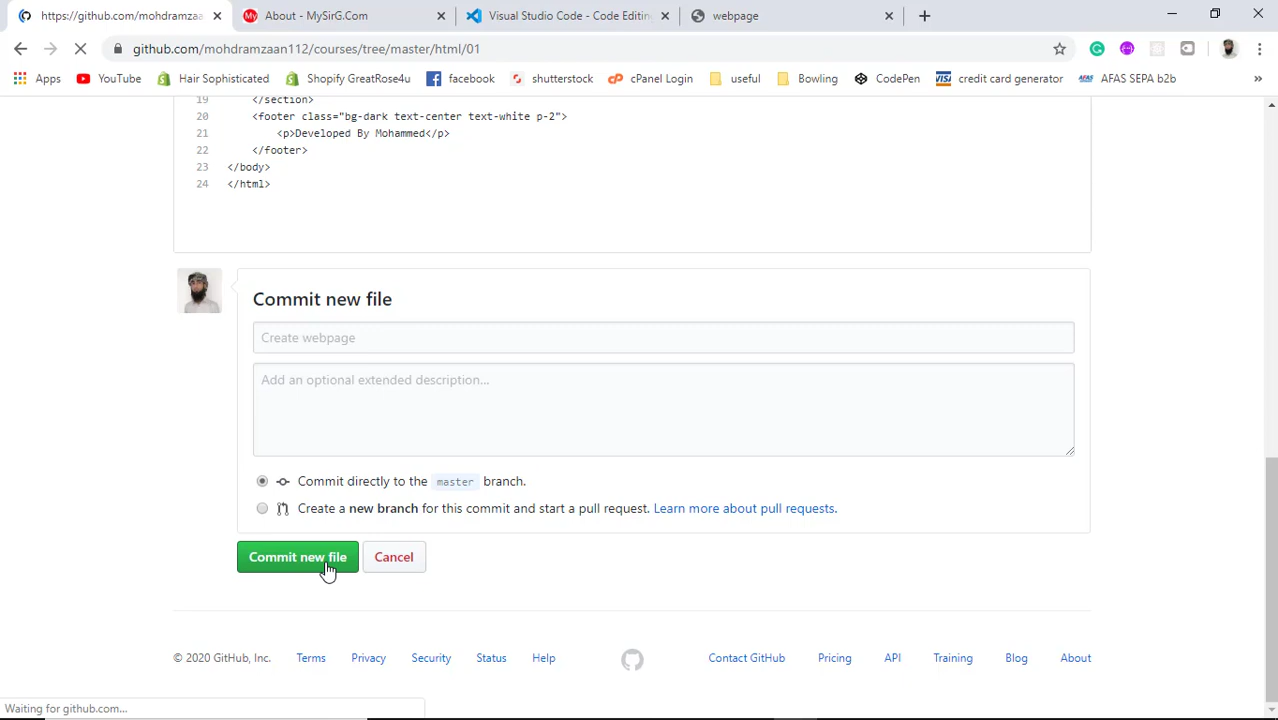 https://github.com/mohdramzaa
About - MySirG.Com
Visual Studio Code - Code Editin
webpage
github.com/mohdramzaan112/courses/tree/master/html/01
Apps
YouTube
Hair Sophisticated
Shopify GreatRose4u
facebook
shutterstock
cPanel Login
useful
Bowling
CodePen
credit card generator
AFAS SEPA b2b
»
19 </section>
20 <footer class="bg-dark text-center text-white p-2">
21 <p>Developed By Mohammed</p>
22 </footer>
23 </body>
24 </html>
Commit new file
Create webpage
Add an optional extended description...
Commit directly to the master branch.
Create a new branch for this commit and start a pull request. Learn more about pull requests.
Commit new file
Cancel
© 2020 GitHub, Inc.
Terms
Privacy
Security
Status
Help
Contact GitHub
Pricing
API
Training
Blog
About
Waiting for github.com...